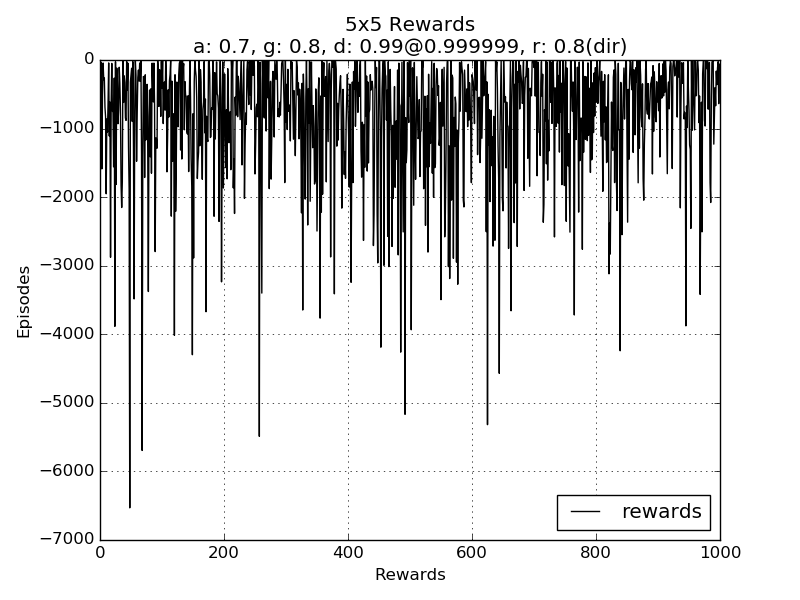 5x5 Rewards
a: 0.7, g: 0.8, d: 0.99@0.999999, r: 0.8(dir)
0
−1000
−2000
−3000
−4000
−5000
−6000
−7000
Episodes
0 200 400 600 800 1000
Rewards
rewards